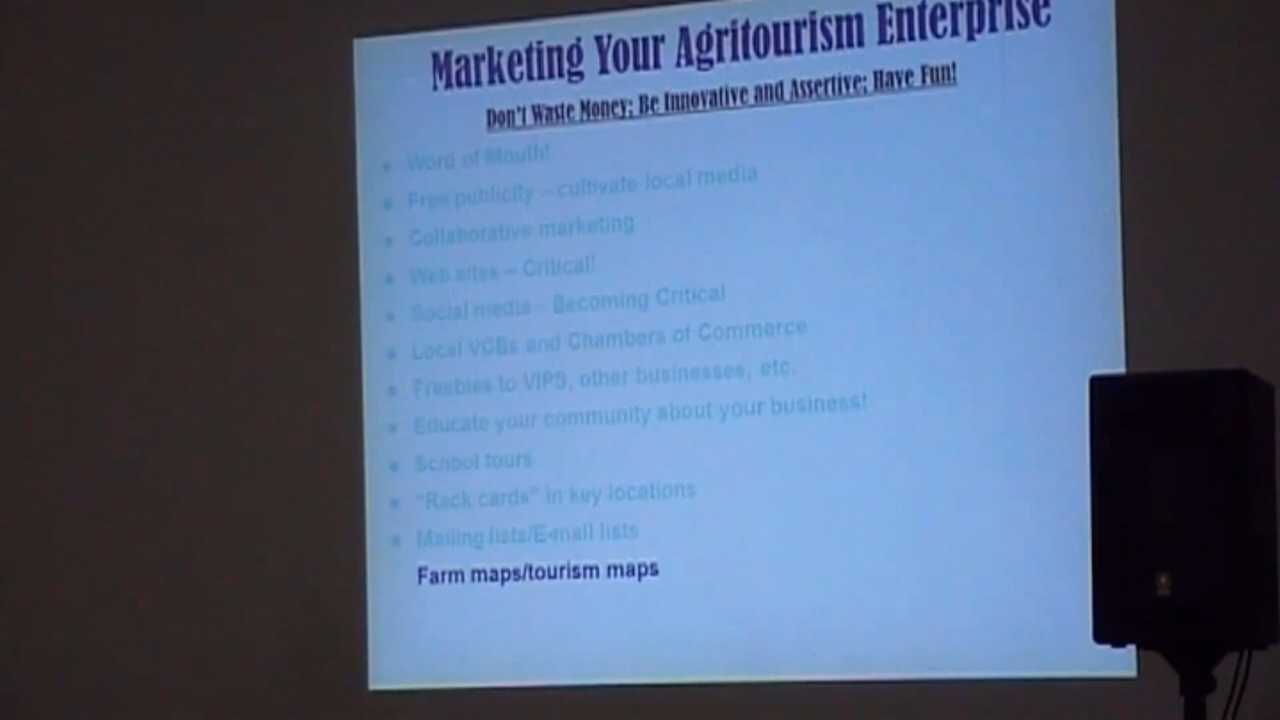 Marketing Your Agritourism Enterprise
Don't Waste Money; Be Innovative and Assertive; Have Fun!
Word of Mouth!
Free publicity – cultivate local media
Collaborative marketing
Web sites – Critical!
Social media – Becoming Critical
Local VCBs and Chambers of Commerce
Freebies to VIPS, other businesses, etc.
Educate your community about your business!
School tours
"Rack cards" in key locations
Mailing lists/E-mail lists
Farm maps/tourism maps